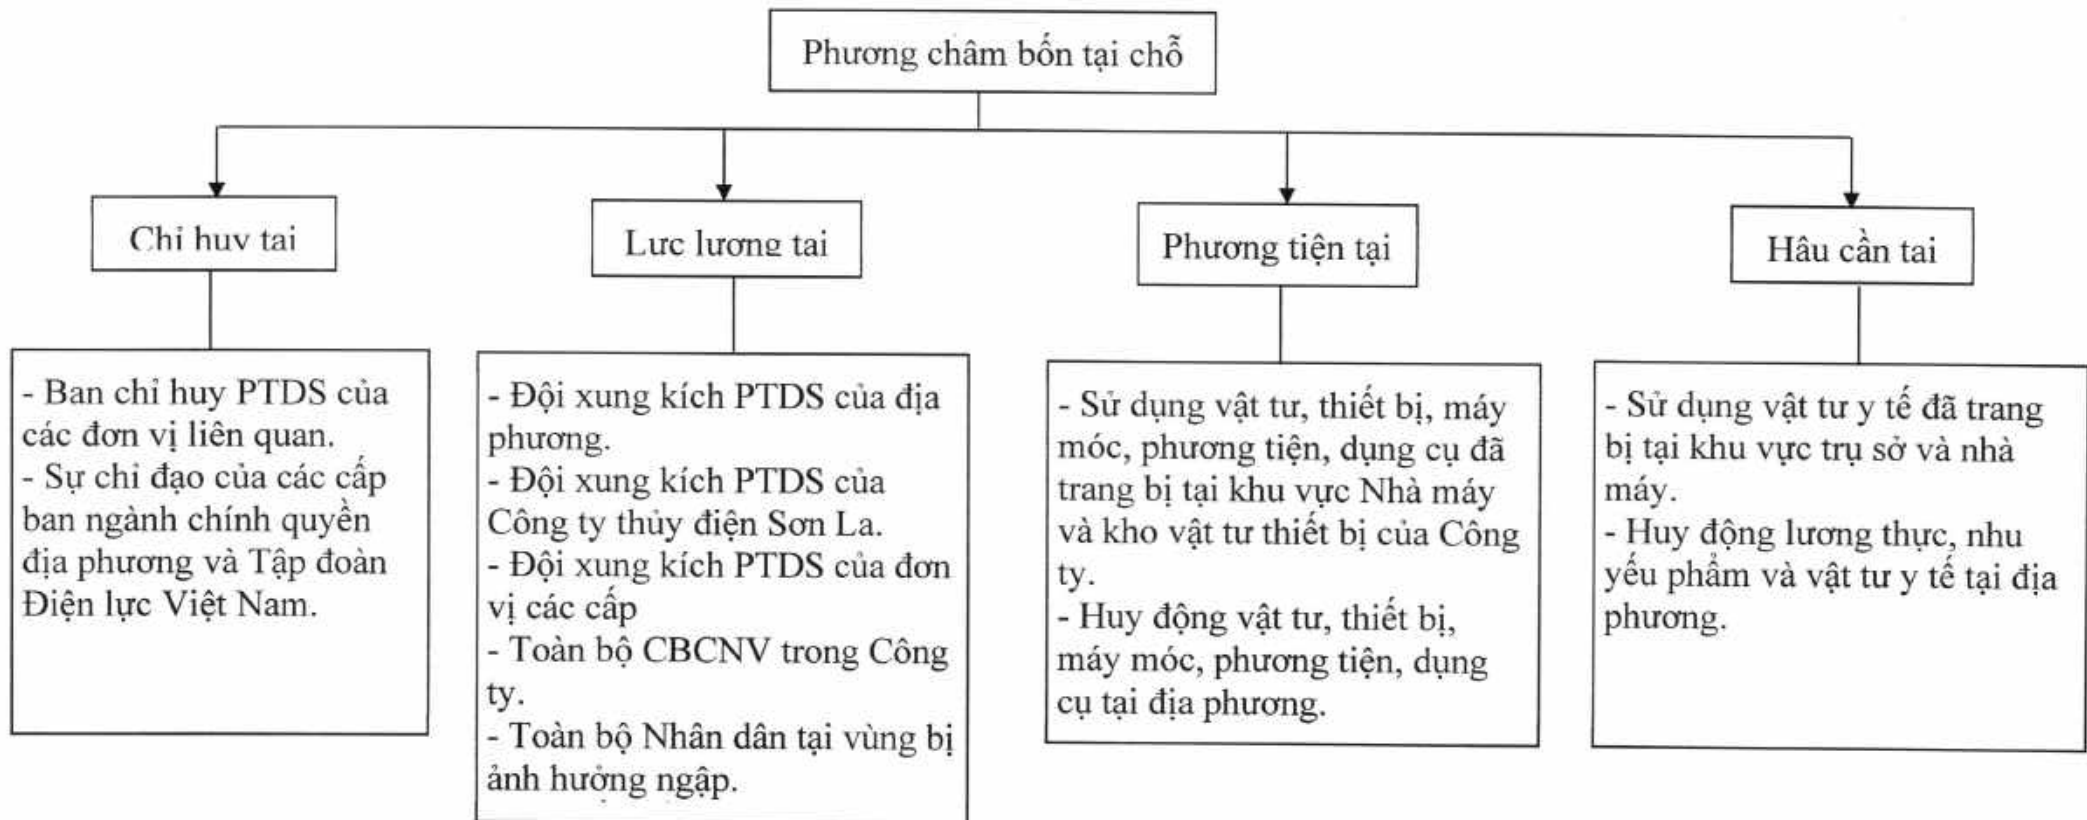 Phương châm bốn tại chỗ
Chỉ huy tại
Lực lượng tại
Phương tiện tại
Hậu cần tại
- Ban chỉ huy PTDS của
các đơn vị liên quan.
- Sự chỉ đạo của các cấp
ban ngành chính quyền
địa phương và Tập đoàn
Điện lực Việt Nam.
- Đội xung kích PTDS của địa
phương.
- Đội xung kích PTDS của
Công ty thủy điện Sơn La.
- Đội xung kích PTDS của đơn
vị các cấp
- Toàn bộ CBCNV trong Công
ty.
- Toàn bộ Nhân dân tại vùng bị
ảnh hưởng ngập.
- Sử dụng vật tư, thiết bị, máy
móc, phương tiện, dụng cụ đã
trang bị tại khu vực Nhà máy
và kho vật tư thiết bị của Công
ty.
- Huy động vật tư, thiết bị,
máy móc, phương tiện, dụng
cụ tại địa phương.
- Sử dụng vật tư y tế đã trang
bị tại khu vực trụ sở và nhà
máy.
- Huy động lương thực, nhu
yếu phẩm và vật tư y tế tại địa
phương.